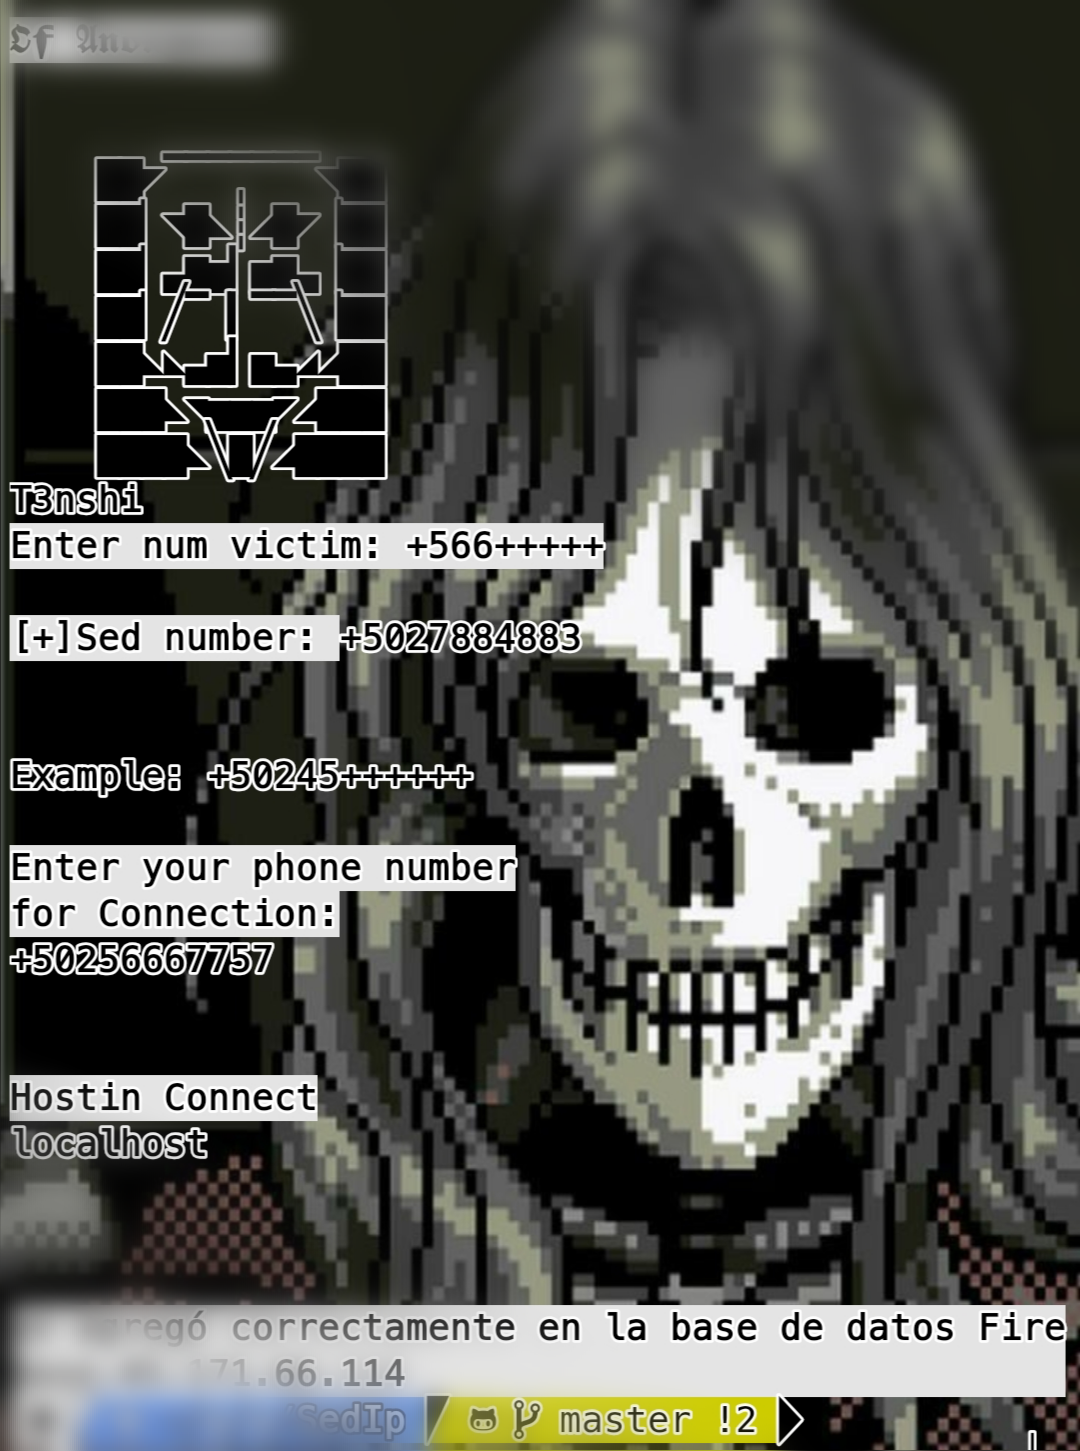 T3nshi
Enter num victim: +566+++++
[+]Sed number: +5027884883
Example: +50245++++++
Enter your phone number
for Connection:
+50256667757
Hostin Connect
localhost
agregó correctamente en la base de datos Fire
171.66.114
/SedIp master !2